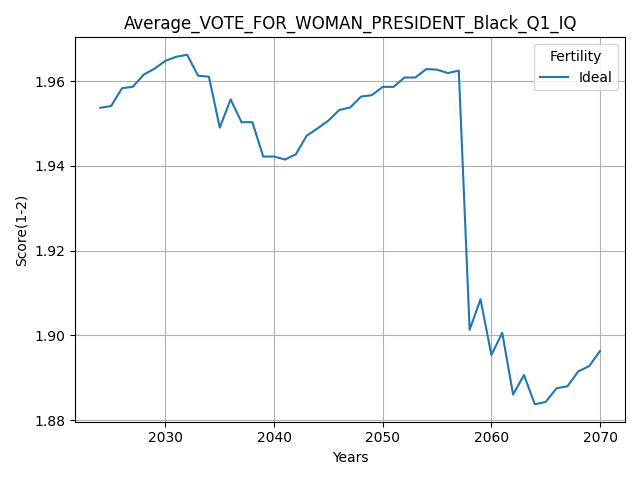 Average_VOTE_FOR_WOMAN_PRESIDENT_Black_Q1_IQ
Fertility
Ideal
1.96
1.94
1.92
1.90
1.88
Score(1-2)
2030 2040 2050 2060 2070
Years